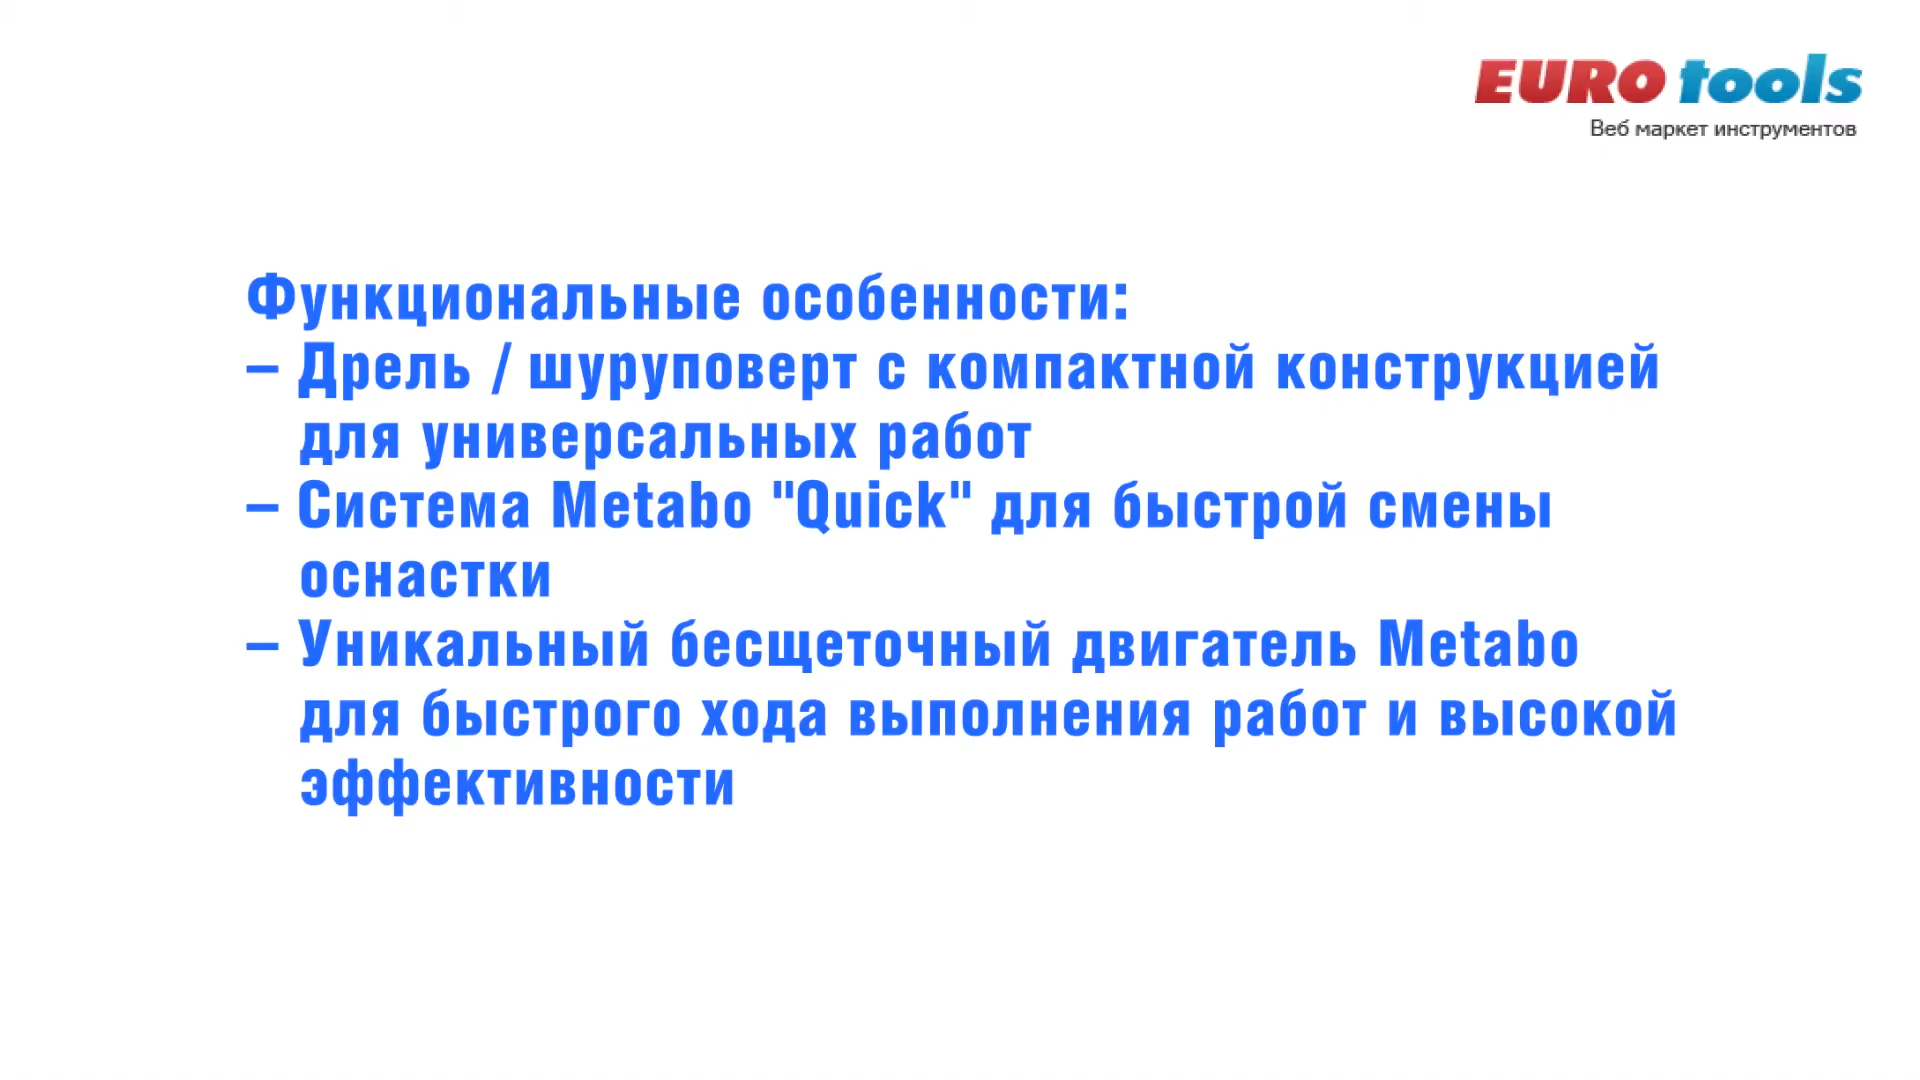 EURO tools
Веб маркет инструментов
Функциональные особенности:
– Дрель / шуруповерт с компактной конструкцией
для универсальных работ
– Система Metabo "Quick" для быстрой смены
оснастки
– Уникальный бесщеточный двигатель Metabo
для быстрого хода выполнения работ и высокой
эффективности